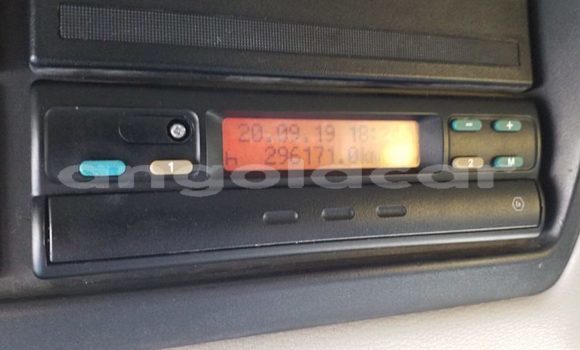 20.09.19 18:2
h 296171.0km
1
- +
2 M
angolacar